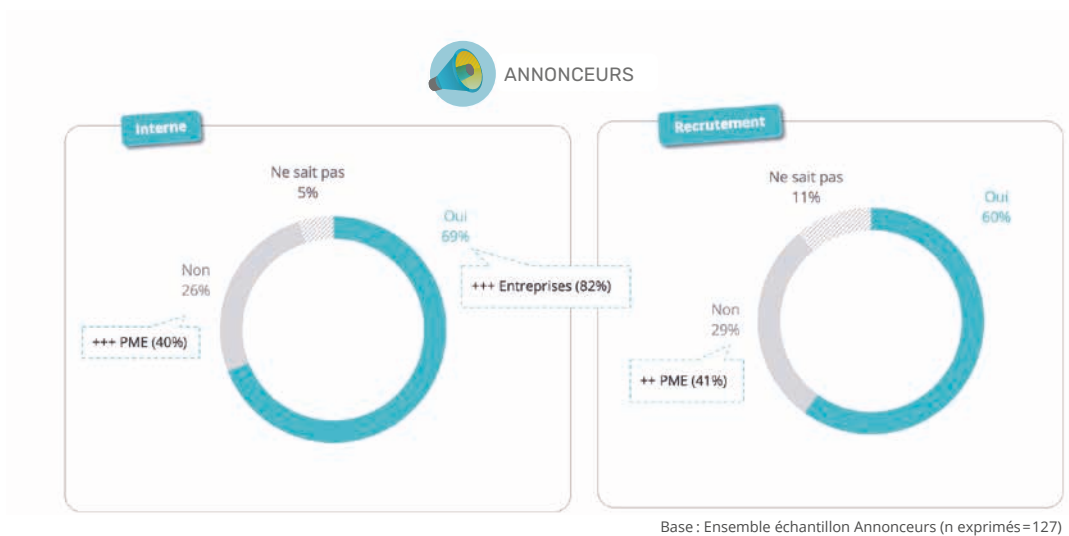 ANNONCEURS
Interne
Ne sait pas
5%
Oui
69%
+++ Entreprises (82%)
Non
26%
+++ PME (40%)
Recrutement
Ne sait pas
11%
Oui
60%
Non
29%
++ PME (41%)
Base : Ensemble échantillon Annonceurs (n exprimés=127)